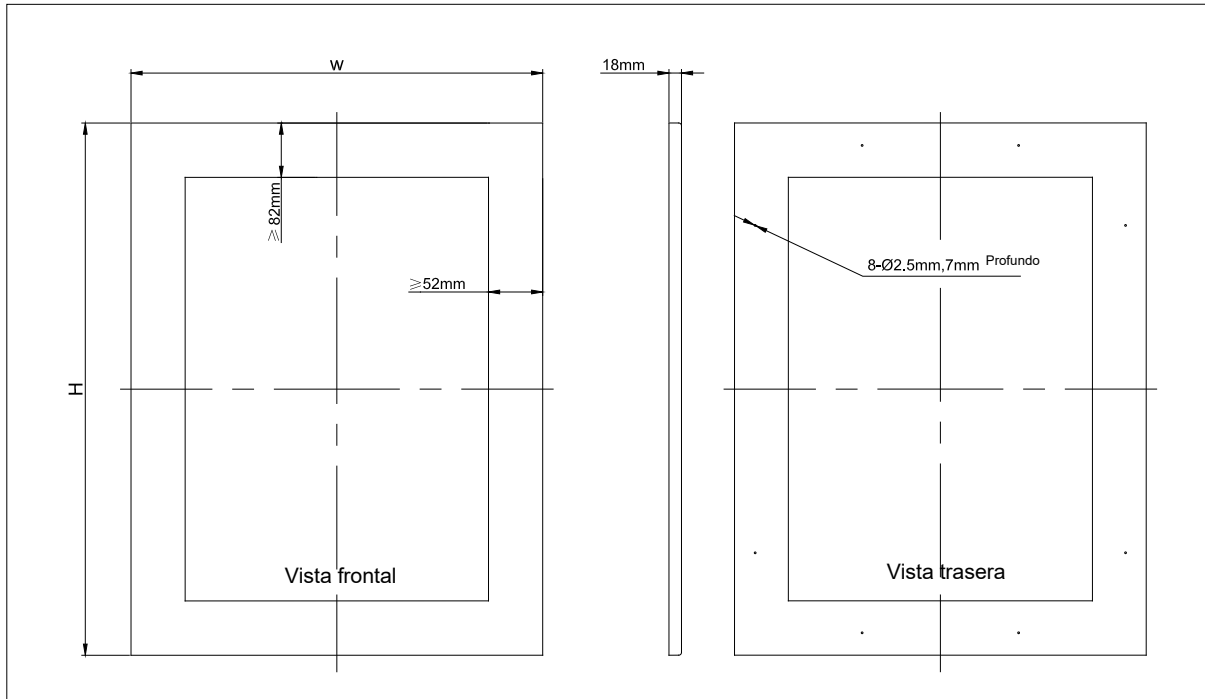 W
18mm
≥82mm
8-Ø2.5mm,7mm Profundo
≥52mm
H
Vista frontal
Vista trasera